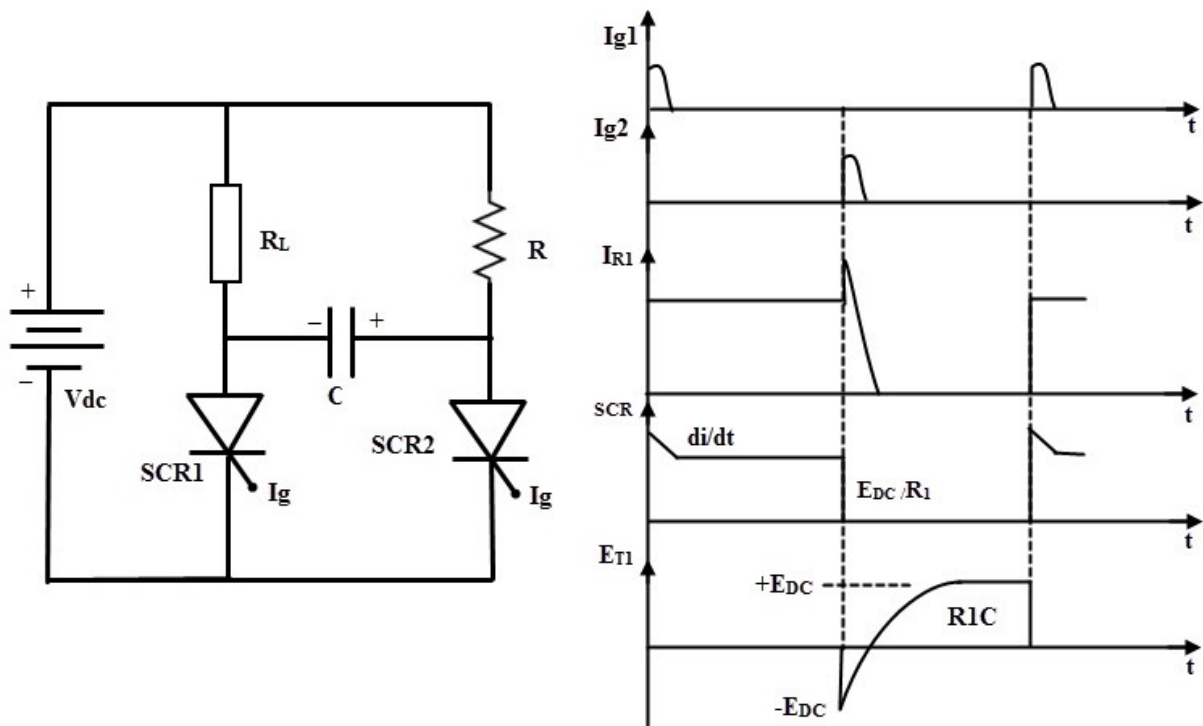 +
−
Vdc
RL
R
− +
C
SCR1
Ig
SCR2
Ig
Ig1
t
Ig2
t
IR1
t
SCR
di/dt
EDC /R1
t
ET1
+EDC
R1C
t
-EDC